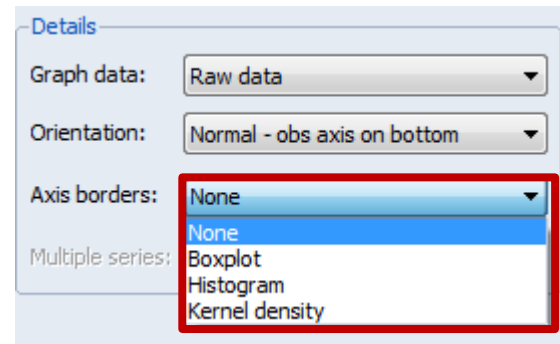 Details
Graph data: Raw data
Orientation: Normal - obs axis on bottom
Axis borders: None
None
Multiple series: Boxplot
Histogram
Kernel density